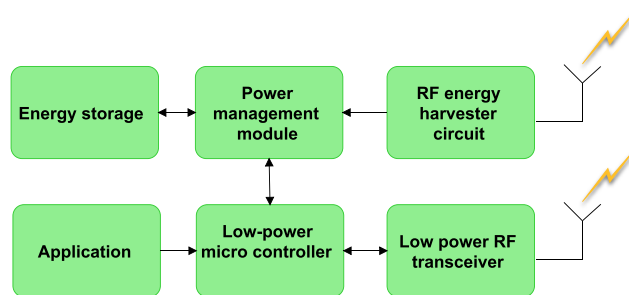 Energy storage
Power
management
module
RF energy
harvester
circuit
Application
Low-power
micro controller
Low power RF
transceiver